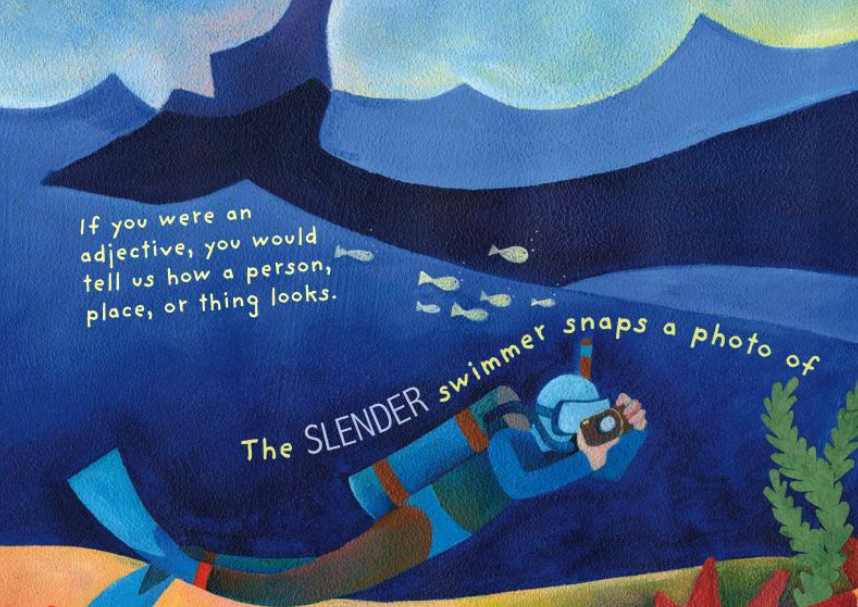 If you were an
adjective, you would
tell us how a person,
place, or thing looks.
The SLENDER swimmer snaps a photo of